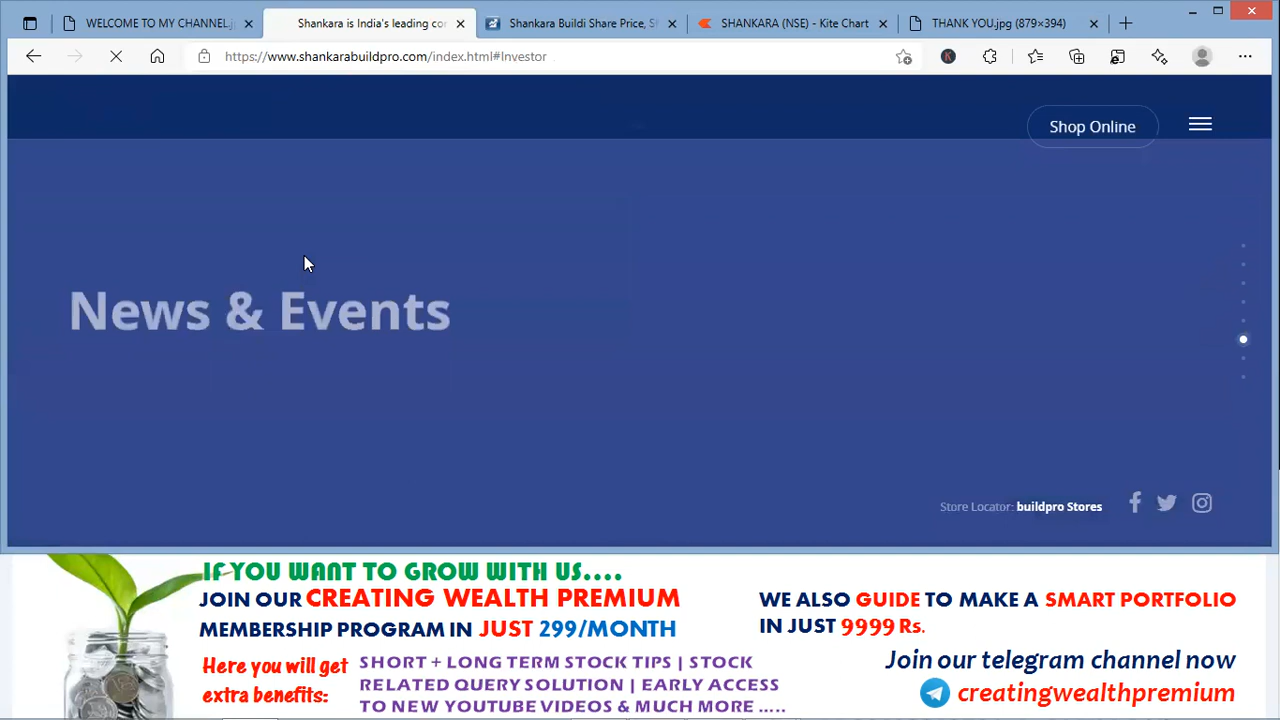 WELCOME TO MY CHANNEL.j
Shankara is India's leading cor
Shankara Buildi Share Price, S
SHANKARA (NSE) - Kite Chart
THANK YOU.jpg (879×394)
https://www.shankarabuildpro.com/index.html#Investor
Shop Online
News & Events
Store Locator: buildpro Stores
IF YOU WANT TO GROW WITH US....
JOIN OUR CREATING WEALTH PREMIUM
MEMBERSHIP PROGRAM IN JUST 299/MONTH
Here you will get
extra benefits:
SHORT + LONG TERM STOCK TIPS | STOCK
RELATED QUERY SOLUTION | EARLY ACCESS
TO NEW YOUTUBE VIDEOS & MUCH MORE .....
WE ALSO GUIDE TO MAKE A SMART PORTFOLIO
IN JUST 9999 Rs.
Join our telegram channel now
creatingwealthpremium